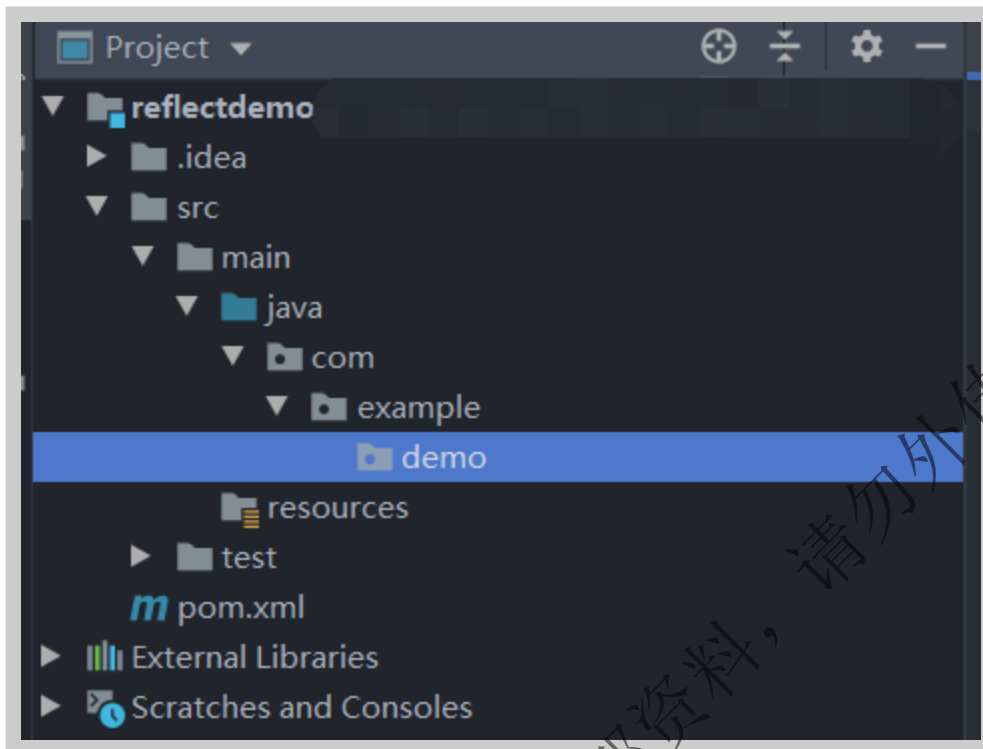 Project
reflectdemo
.idea
src
main
java
com
example
demo
resources
test
pom.xml
External Libraries
Scratches and Consoles
资料，请勿外